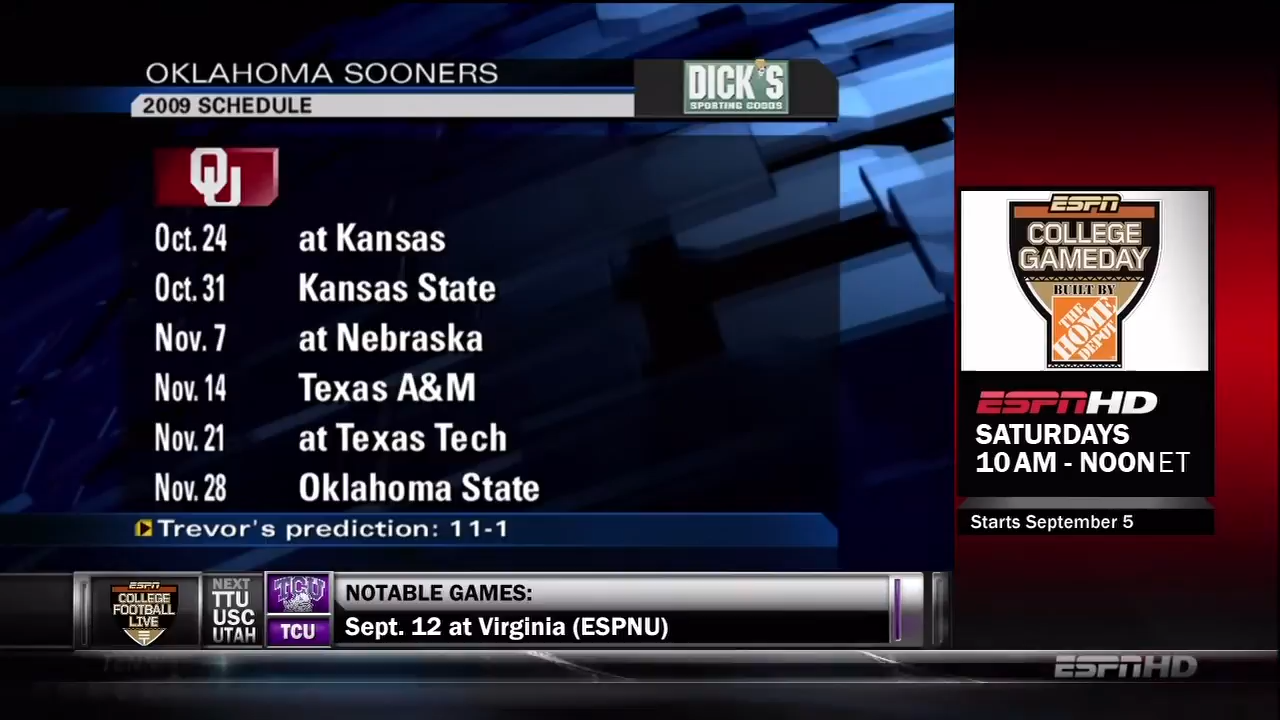 OKLAHOMA SOONERS
2009 SCHEDULE
DICK'S
SPORTING GOODS
OU
Oct. 24 at Kansas
Oct. 31 Kansas State
Nov. 7 at Nebraska
Nov. 14 Texas A&M
Nov. 21 at Texas Tech
Nov. 28 Oklahoma State
Trevor's prediction: 11-1
ESPN
COLLEGE
GAMEDAY
BUILT BY
THE
HOME
DEPOT
ESPNHD
SATURDAYS
10 AM - NOON ET
Starts September 5
ESPN
COLLEGE
FOOTBALL
LIVE
NEXT
TTU
USC
UTAH
TCU
TCU
NOTABLE GAMES:
Sept. 12 at Virginia (ESPNU)
ESPNHD